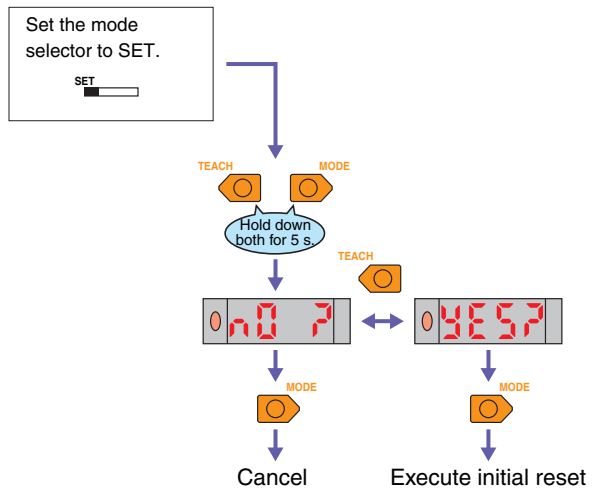 Set the mode
selector to SET.
SET
TEACH MODE
Hold down
both for 5 s.
TEACH
nO ? YES?
MODE MODE
Cancel Execute initial reset